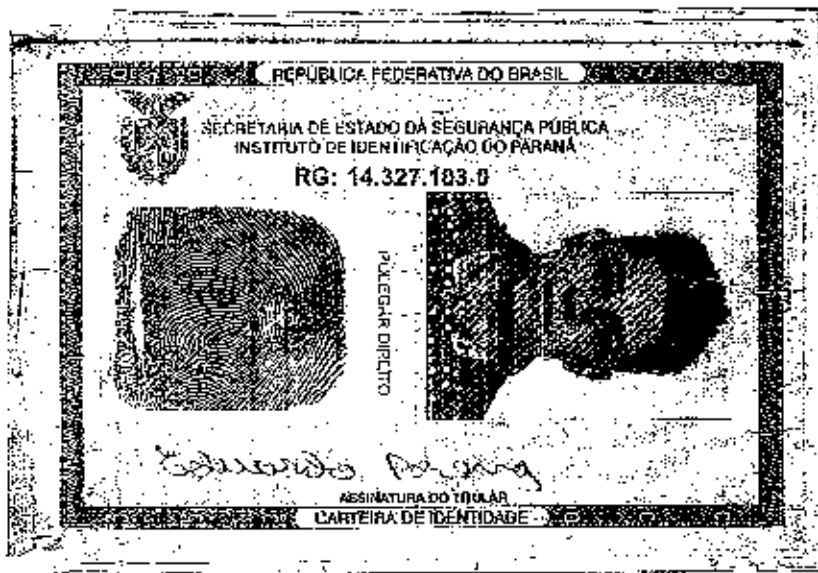 REPÚBLICA FEDERATIVA DO BRASIL
SECRETARIA DE ESTADO DA SEGURANÇA PÚBLICA
INSTITUTO DE IDENTIFICAÇÃO DO PARANÁ
RG: 14.327.183-0
POLEGAR DIREITO
Eduardo
ASSINATURA DO TITULAR
CARTEIRA DE IDENTIDADE